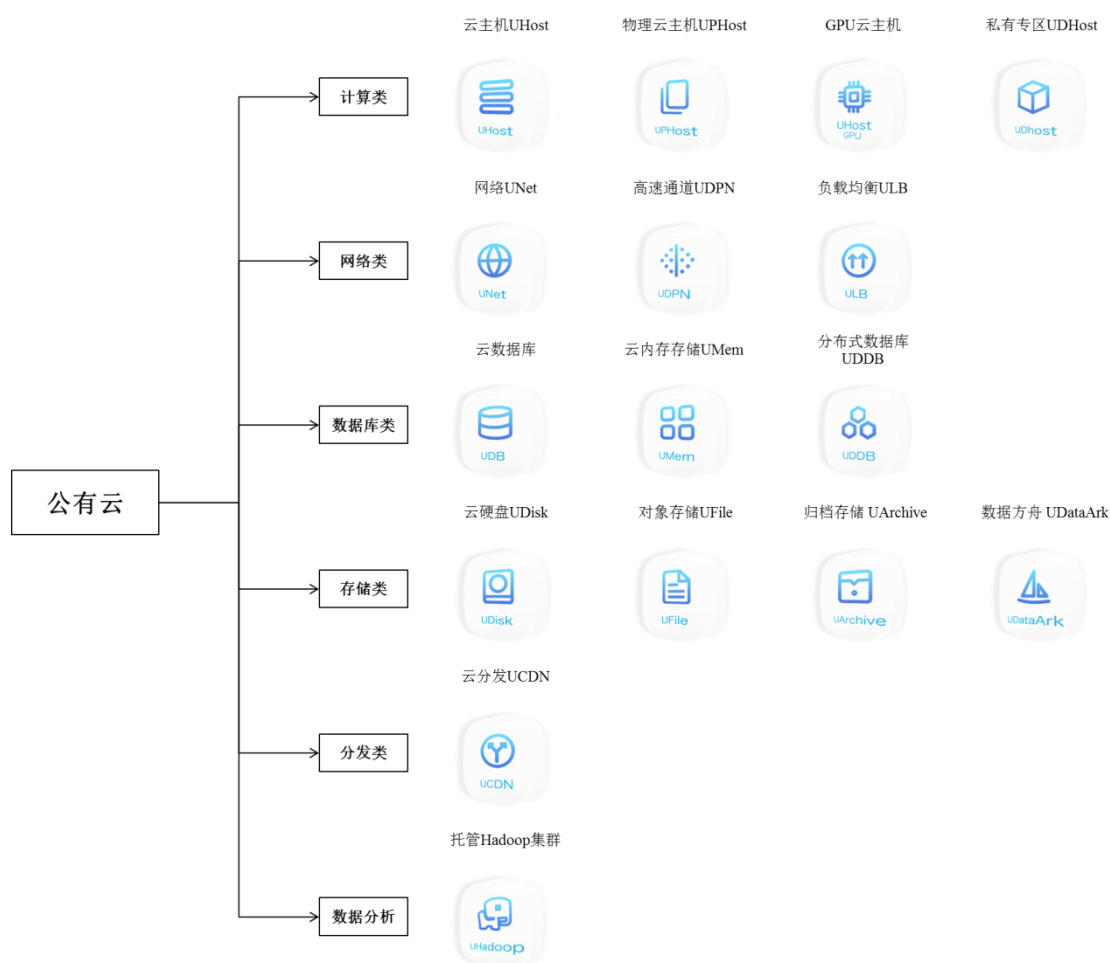 云主机UHost
物理云主机UPHost
GPU云主机
私有专区UDHost
计算类
UHost
UPHost
UHost
GPU
UDhost
网络UNet
高速通道UDPN
负载均衡ULB
网络类
UNet
UDPN
ULB
云数据库
云内存存储UMem
分布式数据库
UDDB
数据库类
UDB
UMem
UDDB
公有云
云硬盘UDisk
对象存储UFile
归档存储 UArchive
数据方舟 UDataArk
存储类
UDisk
UFile
UArchive
UDataArk
云分发UCDN
分发类
UCDN
托管Hadoop集群
数据分析
UHadoop